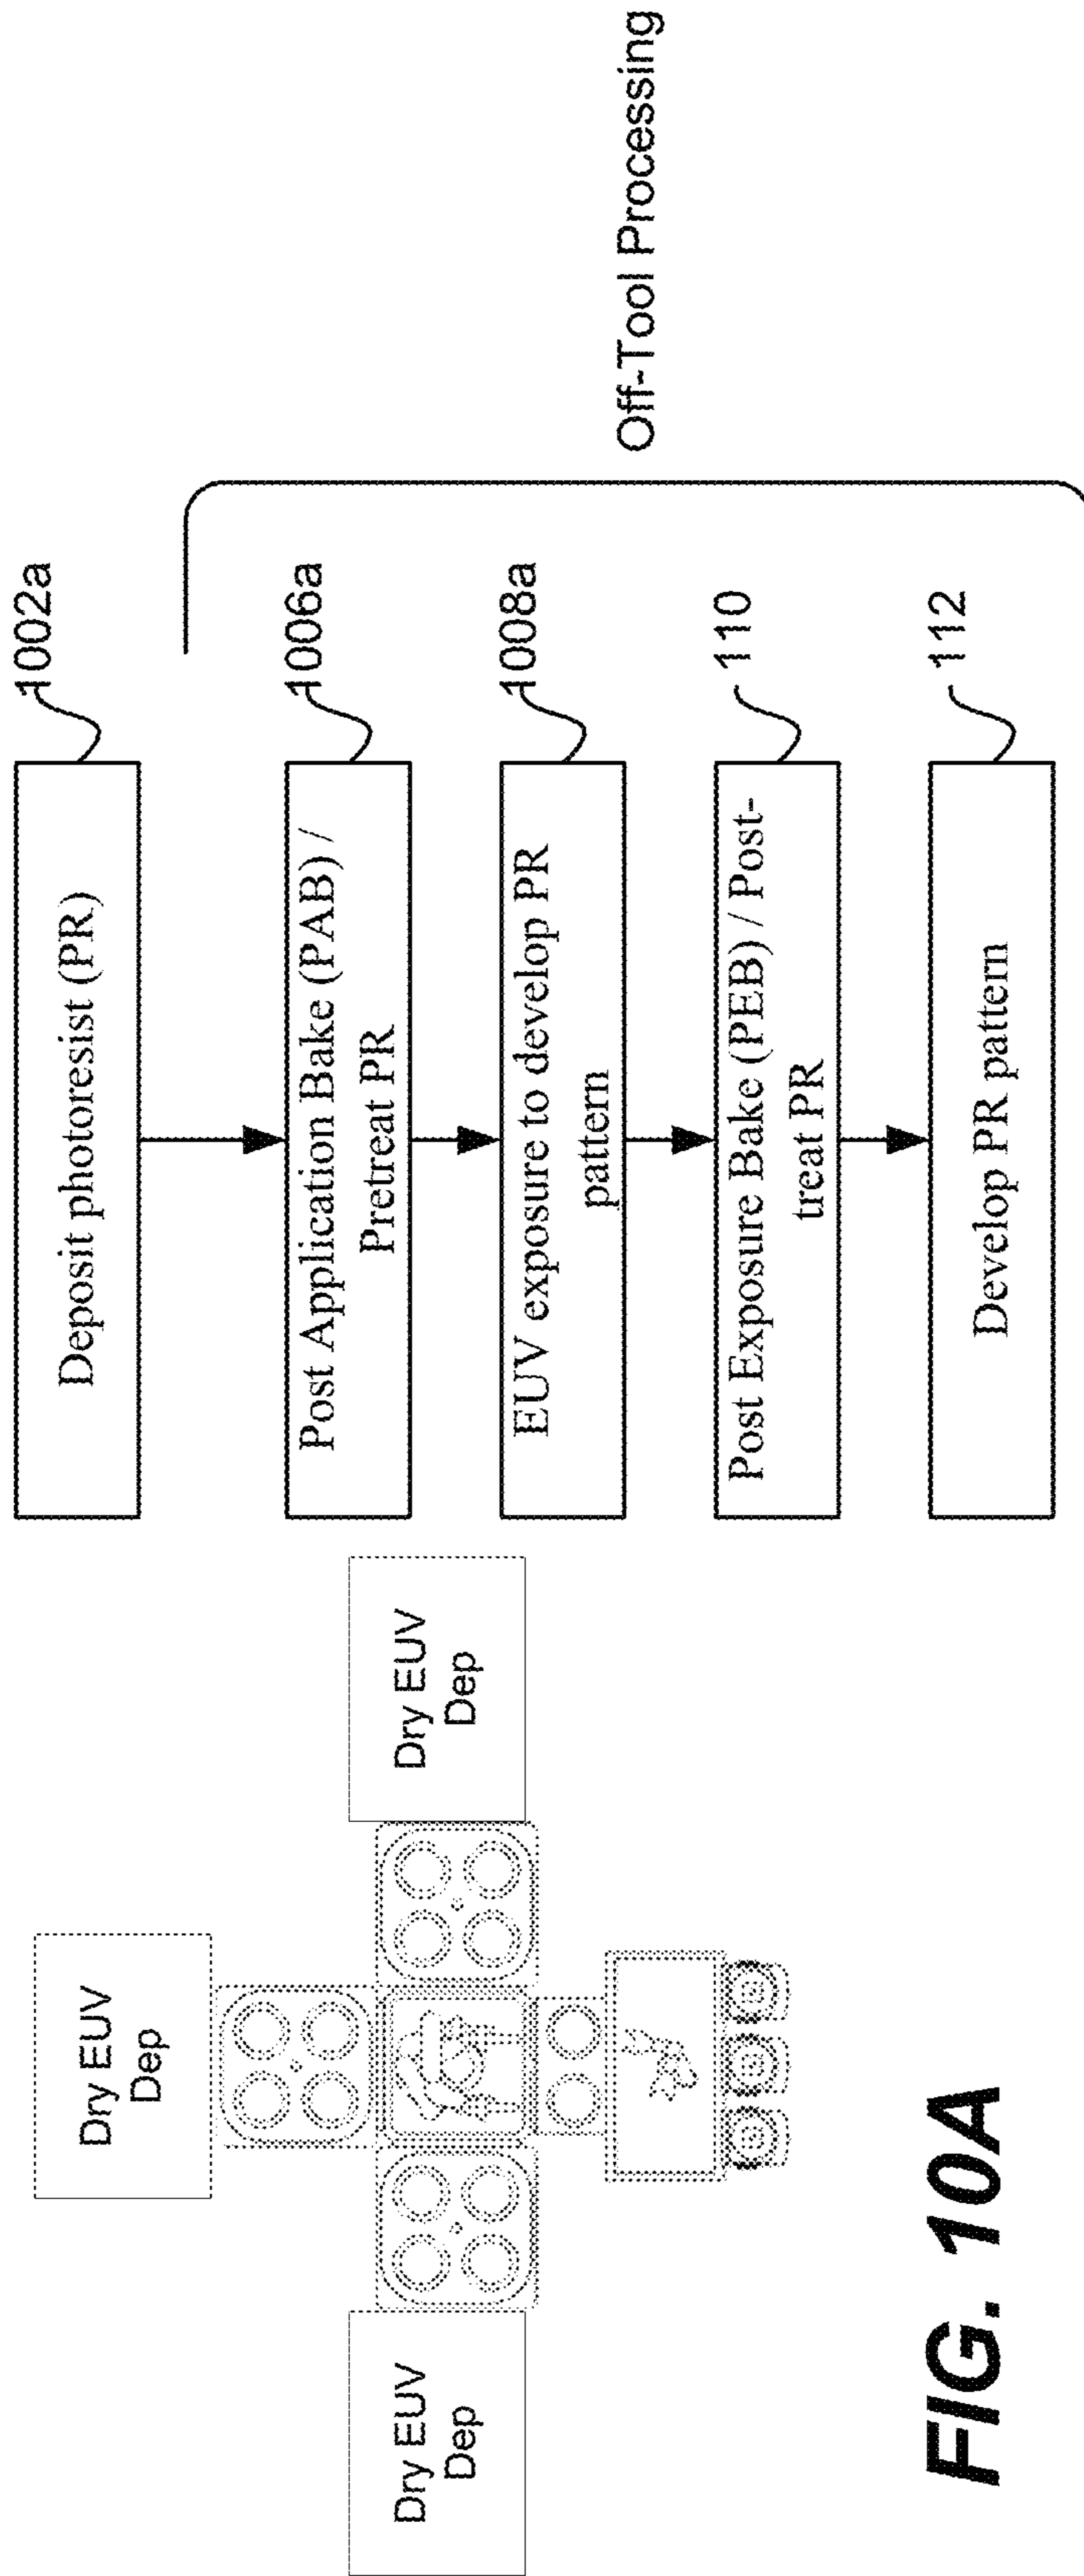 Dry EUV
Dep
Dry EUV
Dep
Dry EUV
Dep
Deposit photoresist (PR)
1002a
Post Application Bake (PAB) /
Pretreat PR
1006a
EUV exposure to develop PR
pattern
1008a
Post Exposure Bake (PEB) / Post-
treat PR
110
Develop PR pattern
112
Off-Tool Processing
FIG. 10A